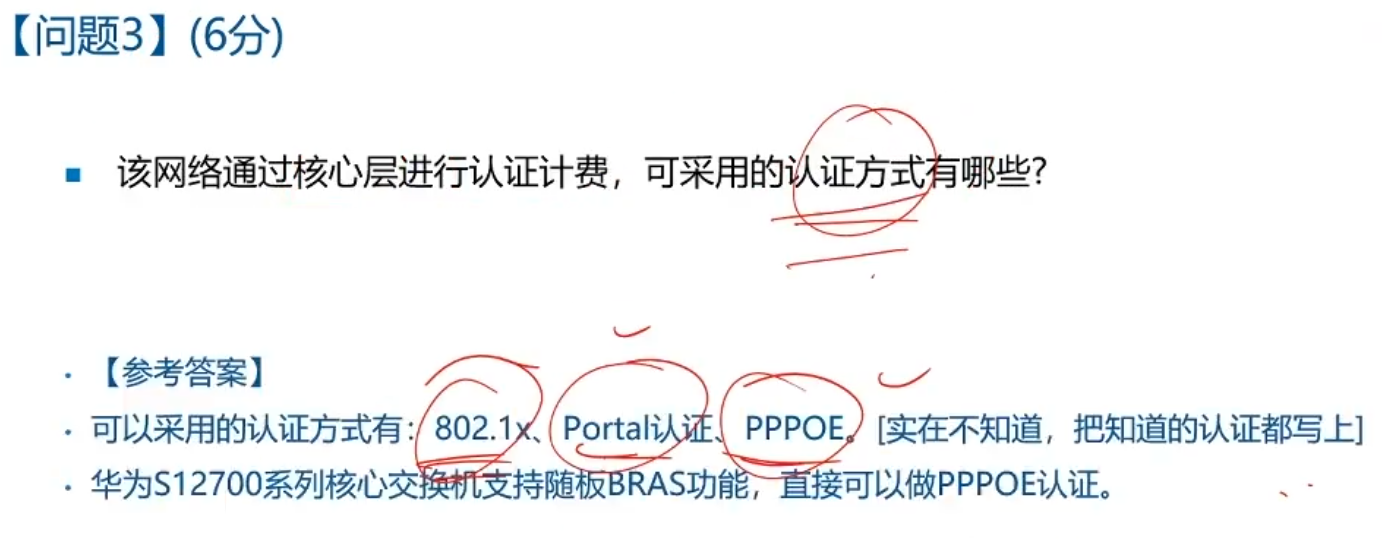 【问题3】(6分)
■ 该网络通过核心层进行认证计费，可采用的认证方式有哪些?
· 【参考答案】
· 可以采用的认证方式有：802.1x、Portal认证、PPPOE。[实在不知道，把知道的认证都写上]
· 华为S12700系列核心交换机支持随板BRAS功能，直接可以做PPPOE认证。